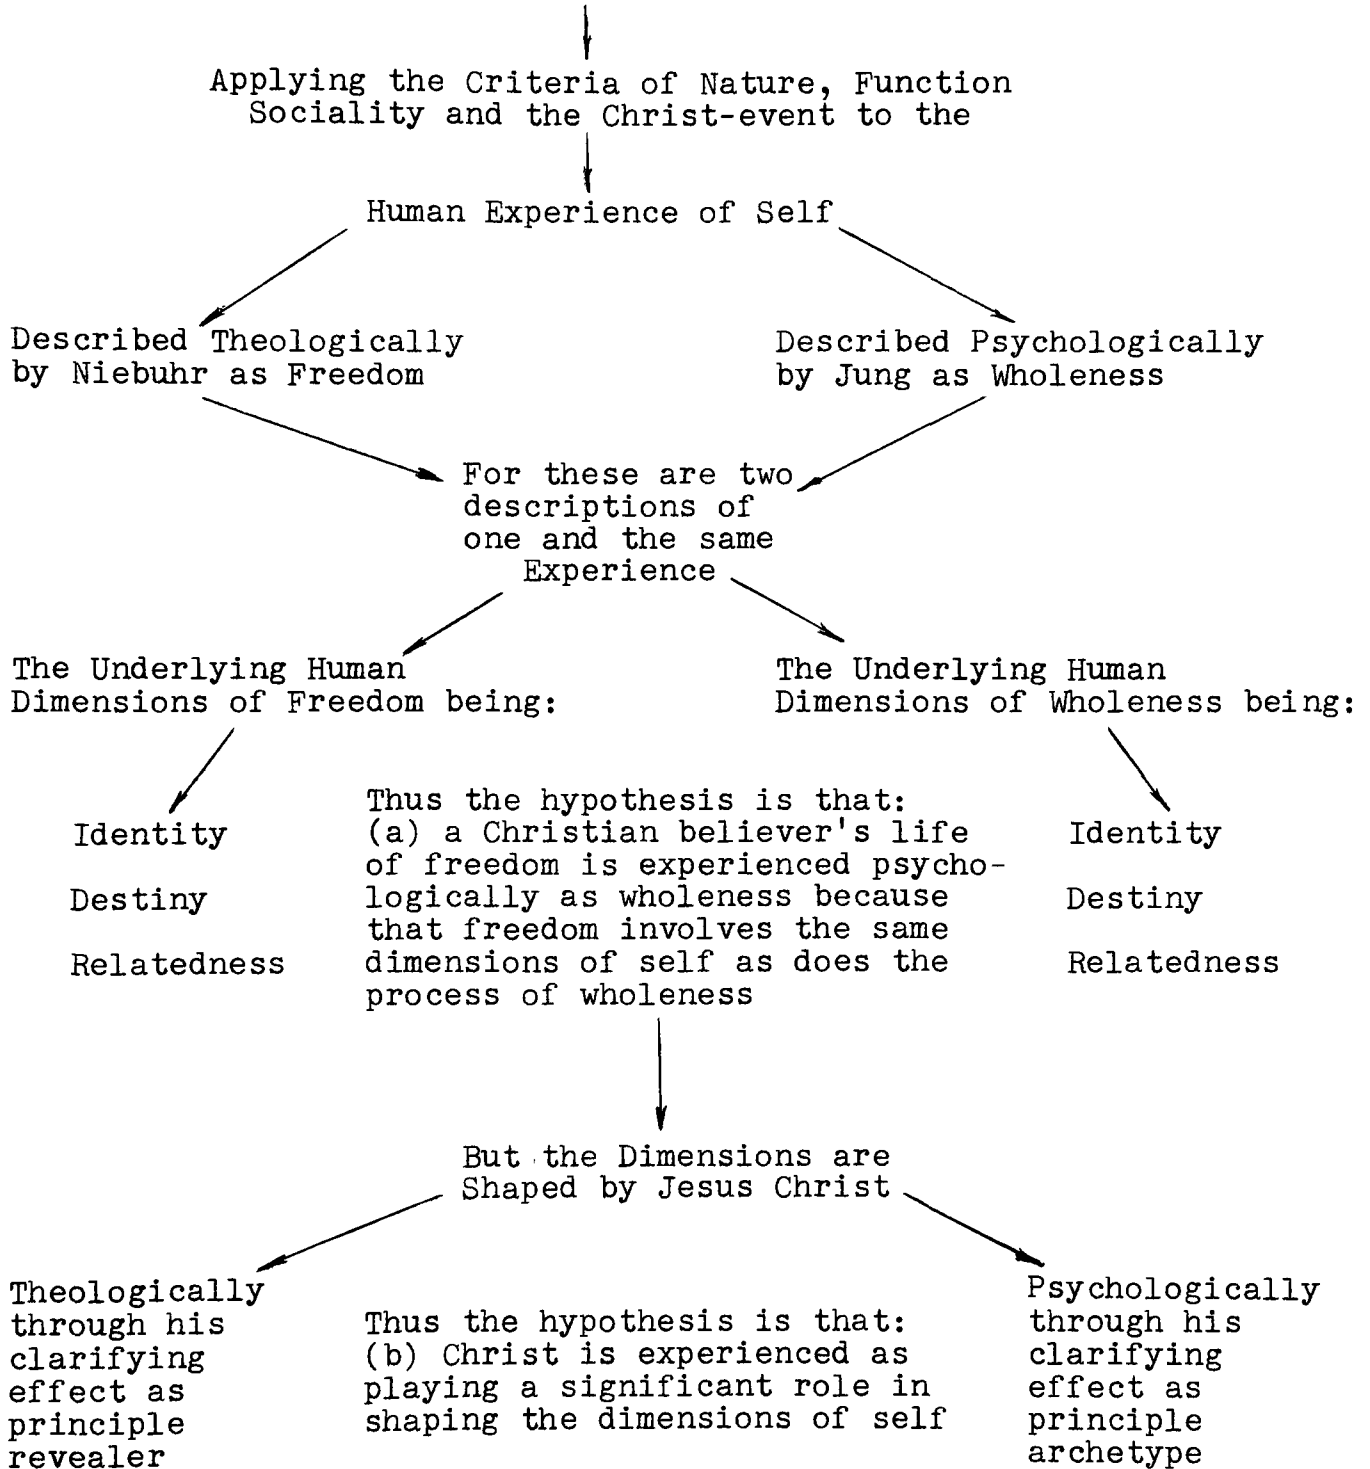 Applying the Criteria of Nature, Function
Sociality and the Christ-event to the
Human Experience of Self
Described Theologically
by Niebuhr as Freedom
Described Psychologically
by Jung as Wholeness
For these are two
descriptions of
one and the same
Experience
The Underlying Human
Dimensions of Freedom being:
The Underlying Human
Dimensions of Wholeness being:
Identity
Destiny
Relatedness
Thus the hypothesis is that:
(a) a Christian believer's life
of freedom is experienced psycho-
logically as wholeness because
that freedom involves the same
dimensions of self as does the
process of wholeness
Identity
Destiny
Relatedness
But the Dimensions are
Shaped by Jesus Christ
Theologically
through his
clarifying
effect as
principle
revealer
Thus the hypothesis is that:
(b) Christ is experienced as
playing a significant role in
shaping the dimensions of self
Psychologically
through his
clarifying
effect as
principle
archetype